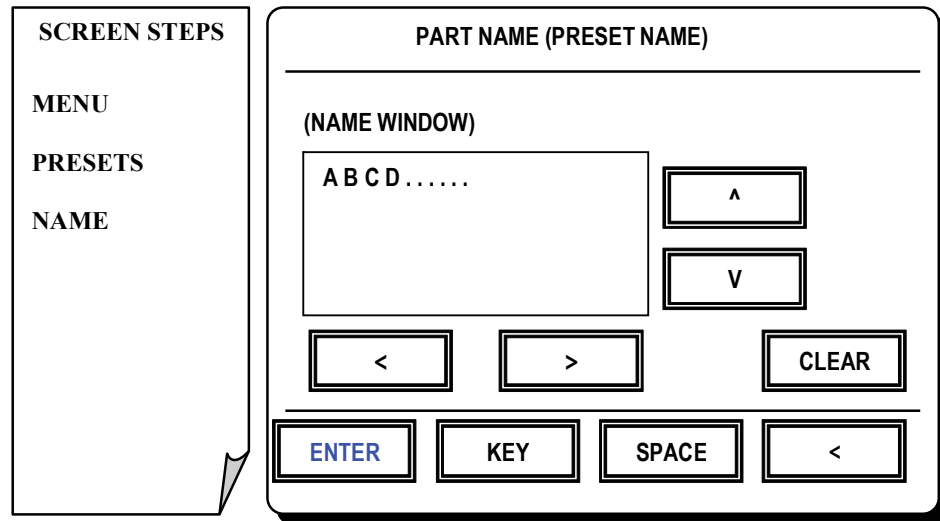 SCREEN STEPS
MENU
PRESETS
NAME
PART NAME (PRESET NAME)
(NAME WINDOW)
A B C D . . . . . .
^
V
< > CLEAR
ENTER KEY SPACE <